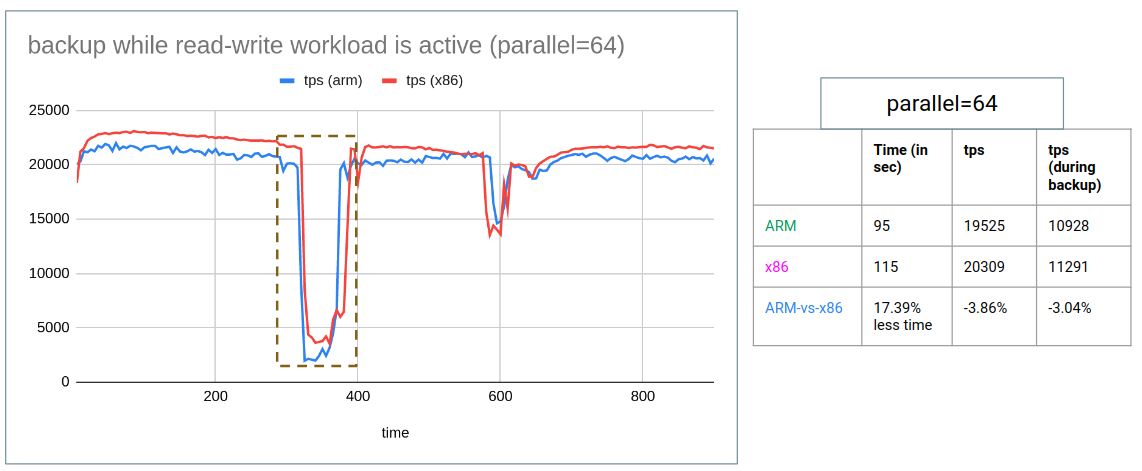 backup while read-write workload is active (parallel=64)
tps (arm) tps (x86)
25000
20000
15000
10000
5000
0
200 400 600 800
time
parallel=64
Time (in sec) tps tps (during backup)
ARM 95 19525 10928
x86 115 20309 11291
ARM-vs-x86 17.39% less time -3.86% -3.04%